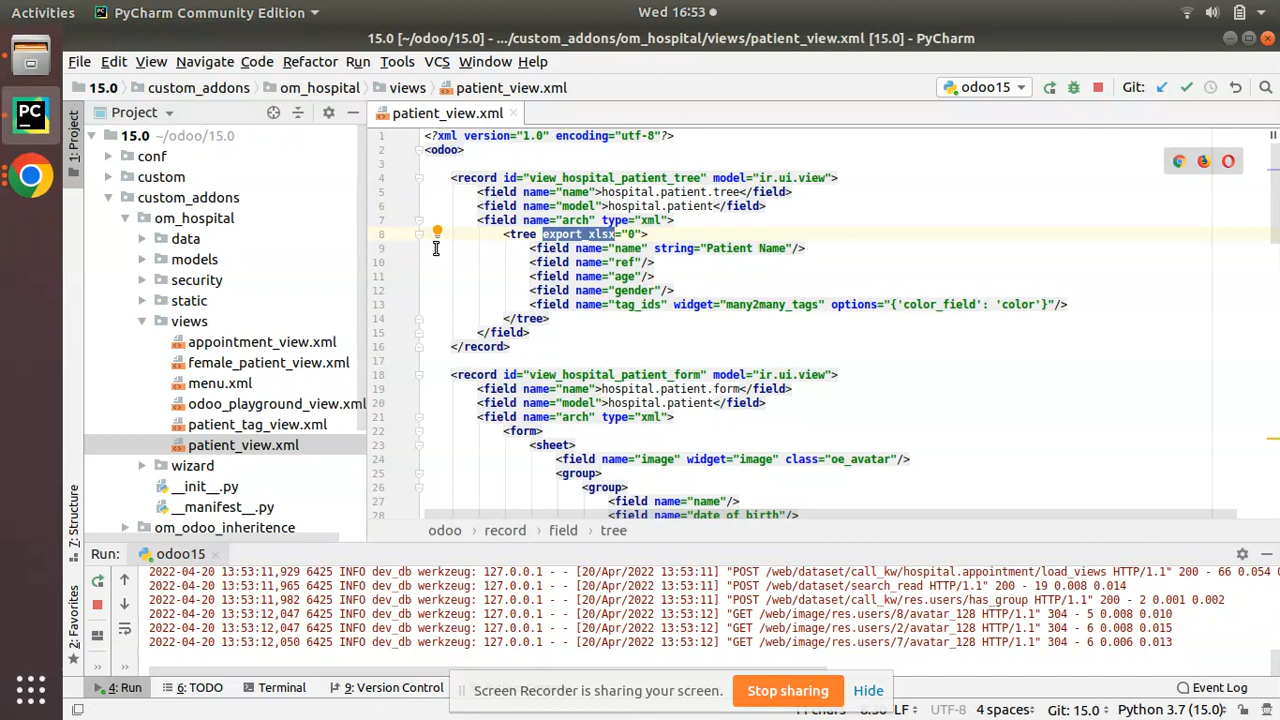 Activities PyCharm Community Edition Wed 16:53
15.0 [~/odoo/15.0] - .../custom_addons/om_hospital/views/patient_view.xml [15.0] - PyCharm
File Edit View Navigate Code Refactor Run Tools VCS Window Help
15.0 custom_addons om_hospital views patient_view.xml odoo15 Git:
1: Project
Project
15.0 ~/odoo/15.0
conf
custom
custom_addons
om_hospital
data
models
security
static
views
appointment_view.xml
female_patient_view.xml
menu.xml
odoo_playground_view.xml
patient_tag_view.xml
patient_view.xml
wizard
__init__.py
__manifest__.py
om_odoo_inheritence
patient_view.xml
1 <?xml version="1.0" encoding="utf-8"?>
2 <odoo>
3
4 <record id="view_hospital_patient_tree" model="ir.ui.view">
5 <field name="name">hospital.patient.tree</field>
6 <field name="model">hospital.patient</field>
7 <field name="arch" type="xml">
8 <tree export_xlsx="0">
9 <field name="name" string="Patient Name"/>
10 <field name="ref"/>
11 <field name="age"/>
12 <field name="gender"/>
13 <field name="tag_ids" widget="many2many_tags" options="{'color_field': 'color'}"/>
14 </tree>
15 </field>
16 </record>
17
18 <record id="view_hospital_patient_form" model="ir.ui.view">
19 <field name="name">hospital.patient.form</field>
20 <field name="model">hospital.patient</field>
21 <field name="arch" type="xml">
22 <form>
23 <sheet>
24 <field name="image" widget="image" class="oe_avatar"/>
25 <group>
26 <group>
27 <field name="name"/>
28 <field name="date_of_birth"/>
odoo record field tree
7: Structure
2: Favorites
Run: odoo15
2022-04-20 13:53:11,929 6425 INFO dev_db werkzeug: 127.0.0.1 - - [20/Apr/2022 13:53:11] "POST /web/dataset/call_kw/hospital.appointment/load_views HTTP/1.1" 200 - 66 0.054 0
2022-04-20 13:53:11,965 6425 INFO dev_db werkzeug: 127.0.0.1 - - [20/Apr/2022 13:53:11] "POST /web/dataset/search_read HTTP/1.1" 200 - 19 0.008 0.014
2022-04-20 13:53:11,982 6425 INFO dev_db werkzeug: 127.0.0.1 - - [20/Apr/2022 13:53:11] "POST /web/dataset/call_kw/res.users/has_group HTTP/1.1" 200 - 2 0.001 0.002
2022-04-20 13:53:12,047 6425 INFO dev_db werkzeug: 127.0.0.1 - - [20/Apr/2022 13:53:12] "GET /web/image/res.users/8/avatar_128 HTTP/1.1" 304 - 5 0.008 0.010
2022-04-20 13:53:12,047 6425 INFO dev_db werkzeug: 127.0.0.1 - - [20/Apr/2022 13:53:12] "GET /web/image/res.users/2/avatar_128 HTTP/1.1" 304 - 6 0.008 0.015
2022-04-20 13:53:12,050 6425 INFO dev_db werkzeug: 127.0.0.1 - - [20/Apr/2022 13:53:12] "GET /web/image/res.users/7/avatar_128 HTTP/1.1" 304 - 6 0.006 0.013
4: Run 6: TODO Terminal 9: Version Control Event Log
Screen Recorder is sharing your screen. Stop sharing Hide
LF UTF-8 4 spaces Git: 15.0 Python 3.7 (15.0)